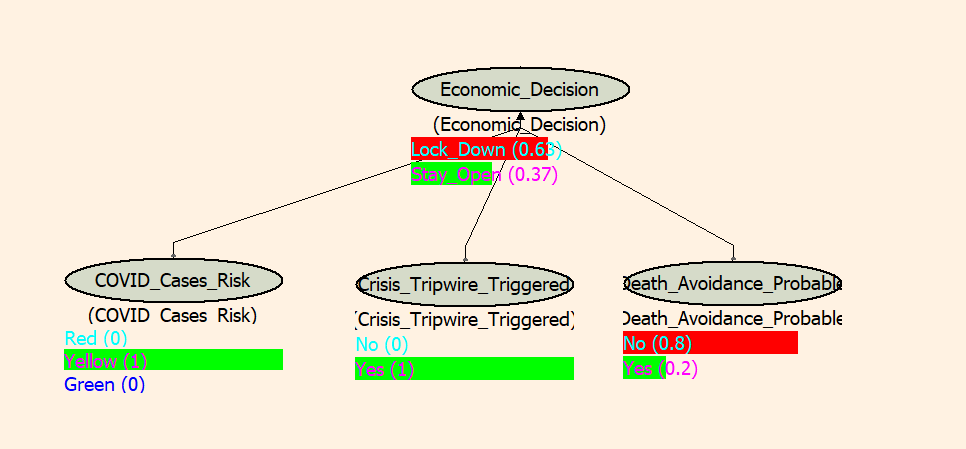 Economic_Decision
(Economic_Decision)
Lock_Down (0.63)
Stay_Open (0.37)
COVID_Cases_Risk
(COVID_Cases_Risk)
Red (0)
Yellow (1)
Green (0)
Crisis_Tripwire_Triggered
(Crisis_Tripwire_Triggered)
No (0)
Yes (1)
Death_Avoidance_Probable
Death_Avoidance_Probable
No (0.8)
Yes (0.2)